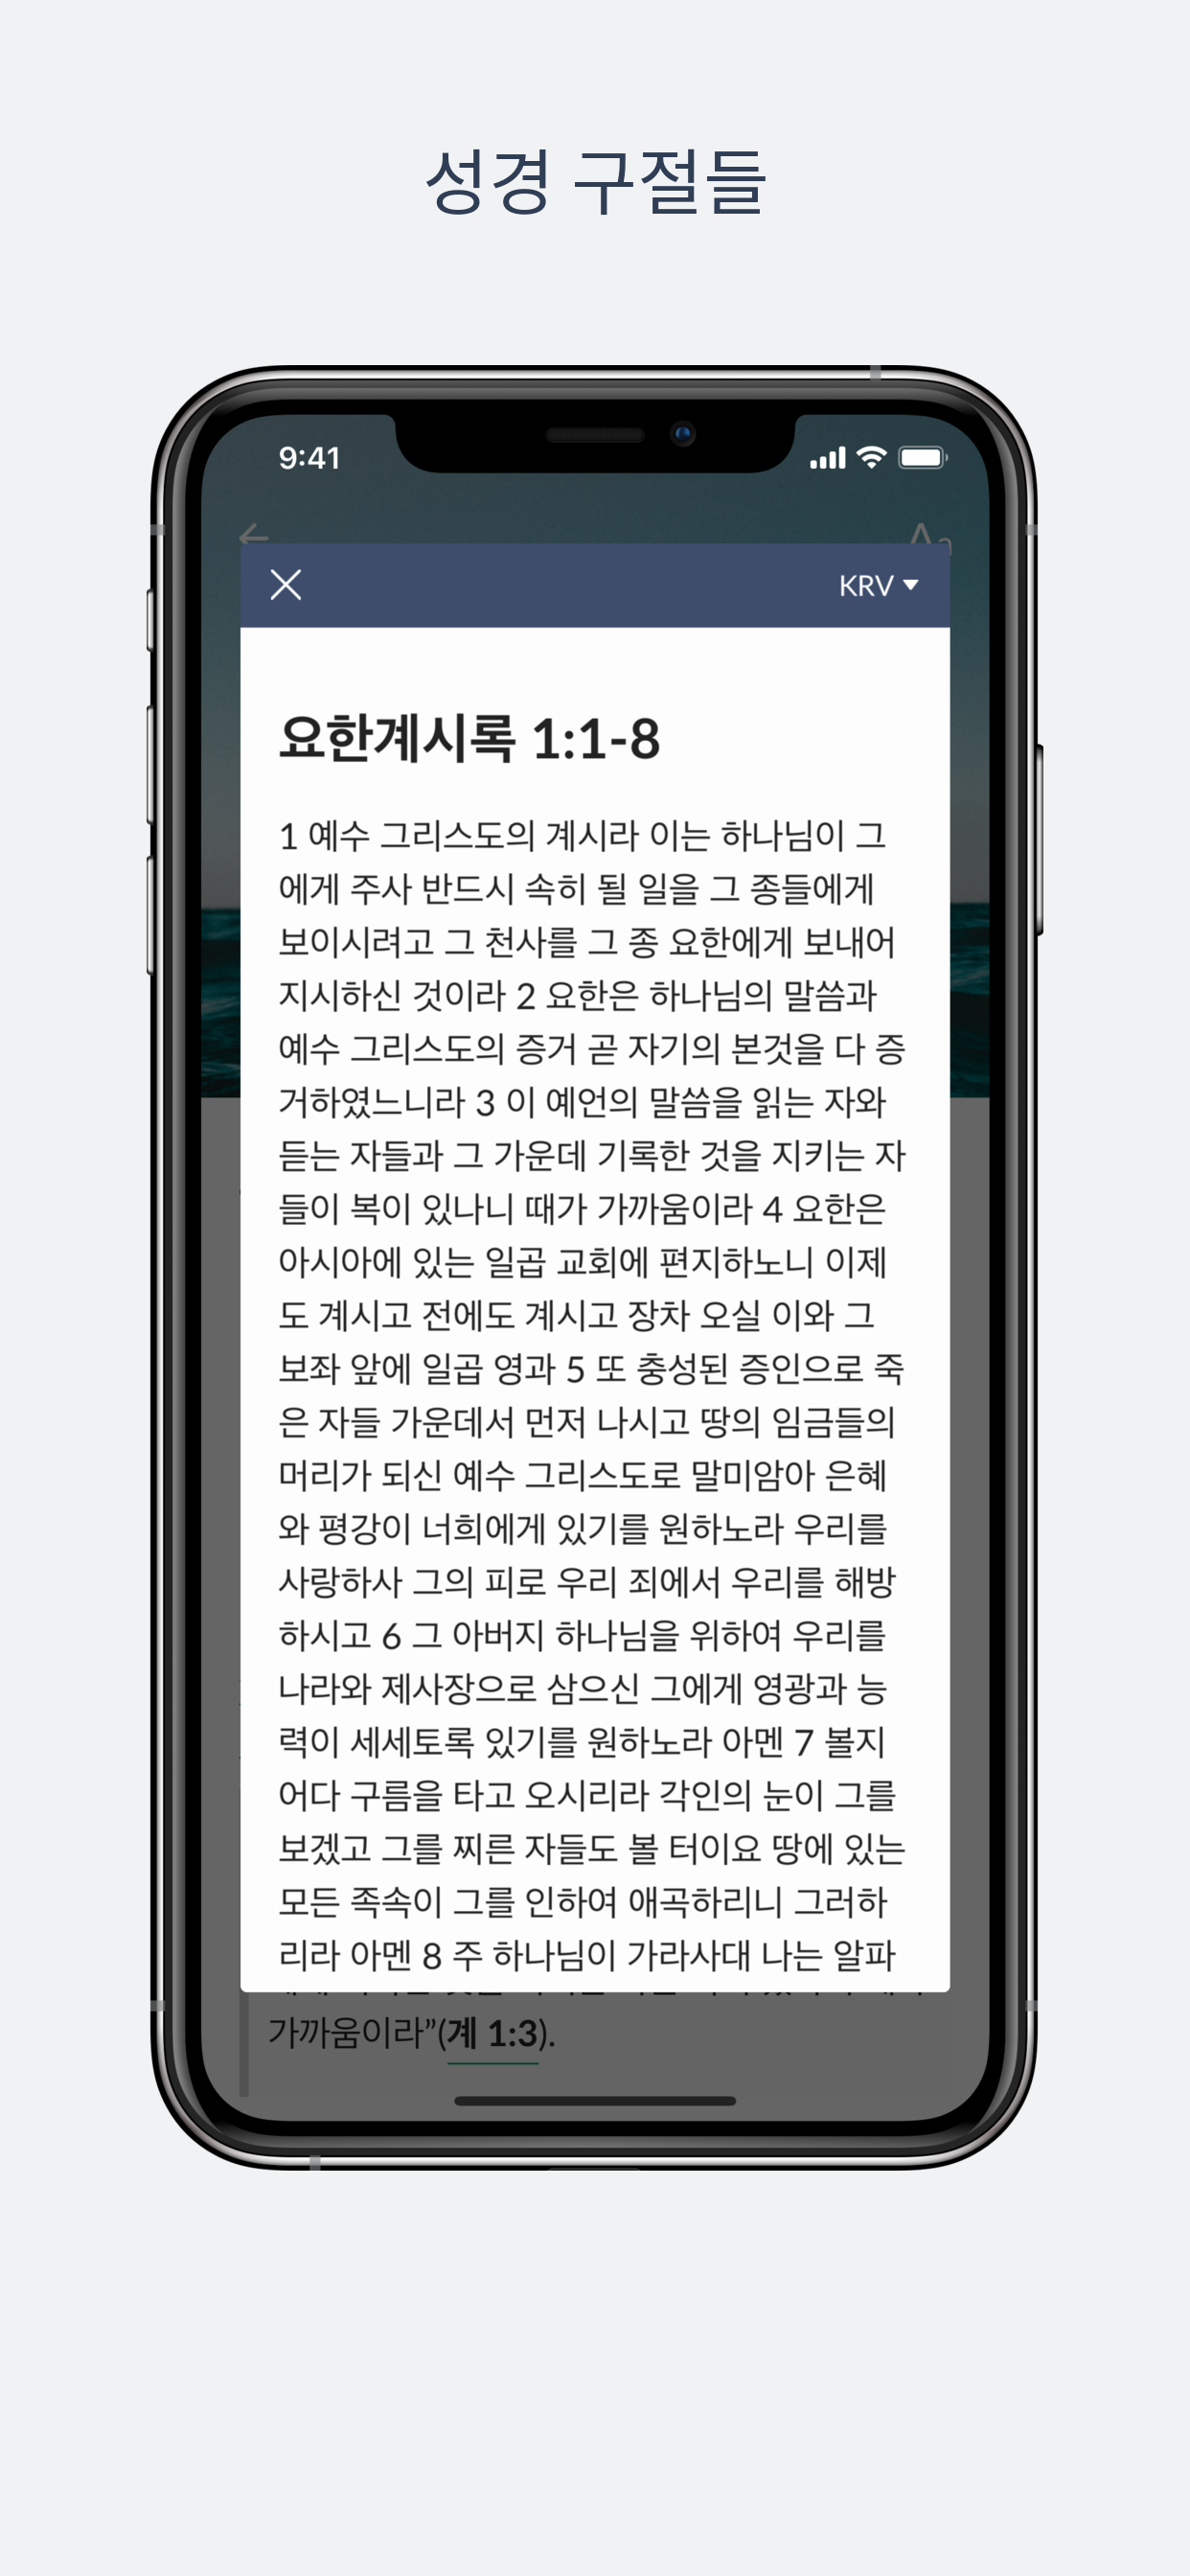 성경 구절들
9:41
Aa
KRV
요한계시록 1:1-8
1 예수 그리스도의 계시라 이는 하나님이 그
에게 주사 반드시 속히 될 일을 그 종들에게
보이시려고 그 천사를 그 종 요한에게 보내어
지시하신 것이라 2 요한은 하나님의 말씀과
예수 그리스도의 증거 곧 자기의 본것을 다 증
거하였느니라 3 이 예언의 말씀을 읽는 자와
듣는 자들과 그 가운데 기록한 것을 지키는 자
들이 복이 있나니 때가 가까움이라 4 요한은
아시아에 있는 일곱 교회에 편지하노니 이제
도 계시고 전에도 계시고 장차 오실 이와 그
보좌 앞에 일곱 영과 5 또 충성된 증인으로 죽
은 자들 가운데서 먼저 나시고 땅의 임금들의
머리가 되신 예수 그리스도로 말미암아 은혜
와 평강이 너희에게 있기를 원하노라 우리를
사랑하사 그의 피로 우리 죄에서 우리를 해방
하시고 6 그 아버지 하나님을 위하여 우리를
나라와 제사장으로 삼으신 그에게 영광과 능
력이 세세토록 있기를 원하노라 아멘 7 볼지
어다 구름을 타고 오시리라 각인의 눈이 그를
보겠고 그를 찌른 자들도 볼 터이요 땅에 있는
모든 족속이 그를 인하여 애곡하리니 그러하
리라 아멘 8 주 하나님이 가라사대 나는 알파
가까움이라”(계 1:3).